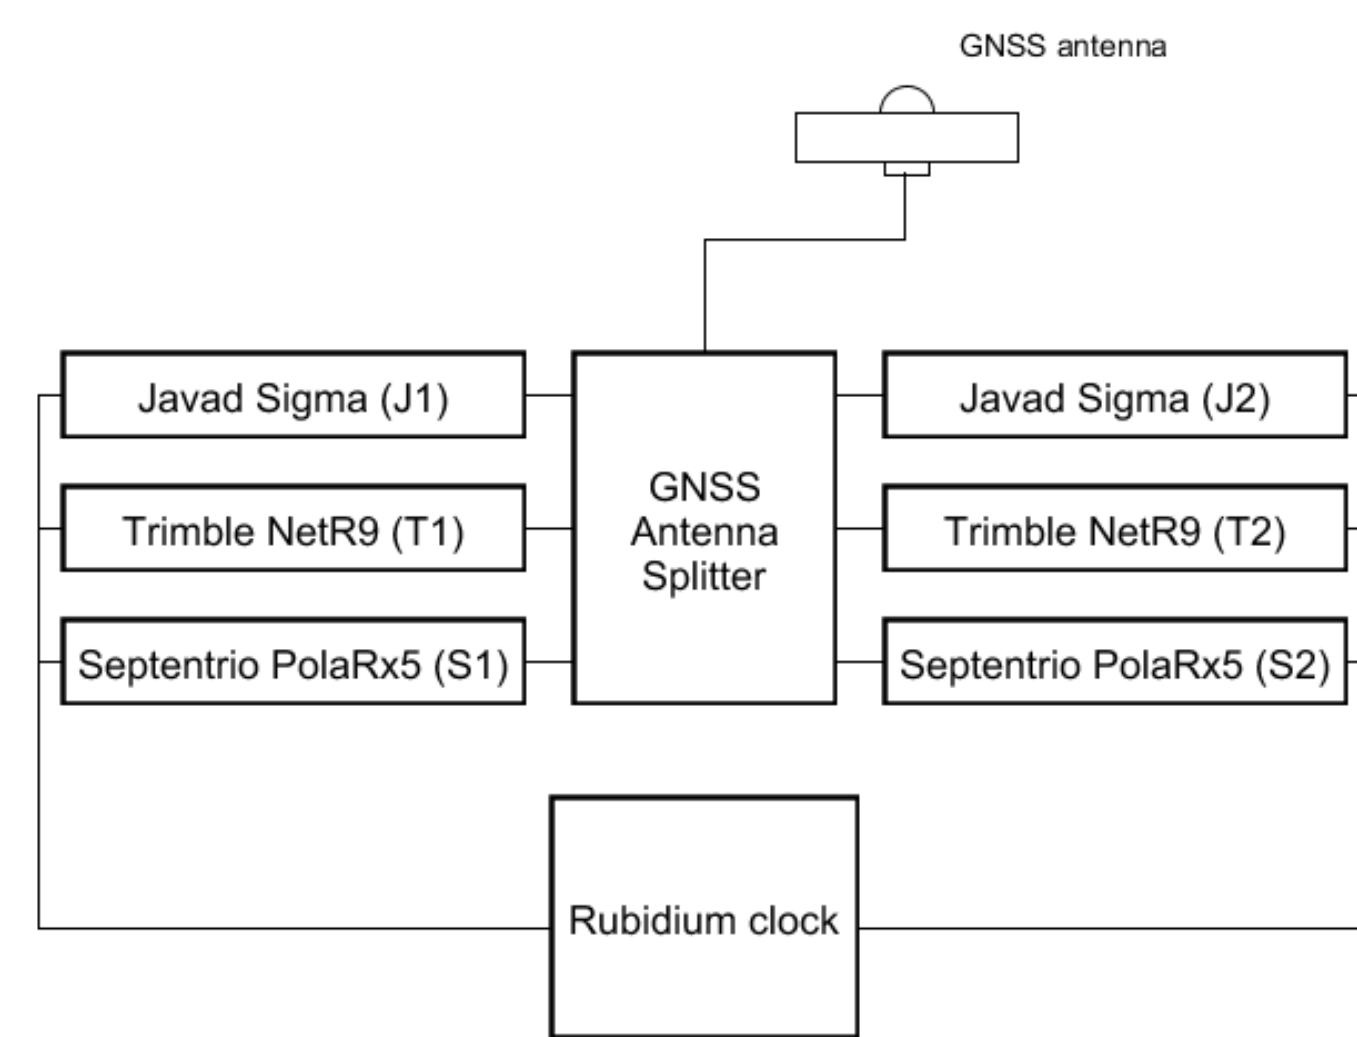 GNSS antenna
Javad Sigma (J1)
Trimble NetR9 (T1)
Septentrio PolaRx5 (S1)
GNSS
Antenna
Splitter
Javad Sigma (J2)
Trimble NetR9 (T2)
Septentrio PolaRx5 (S2)
Rubidium clock